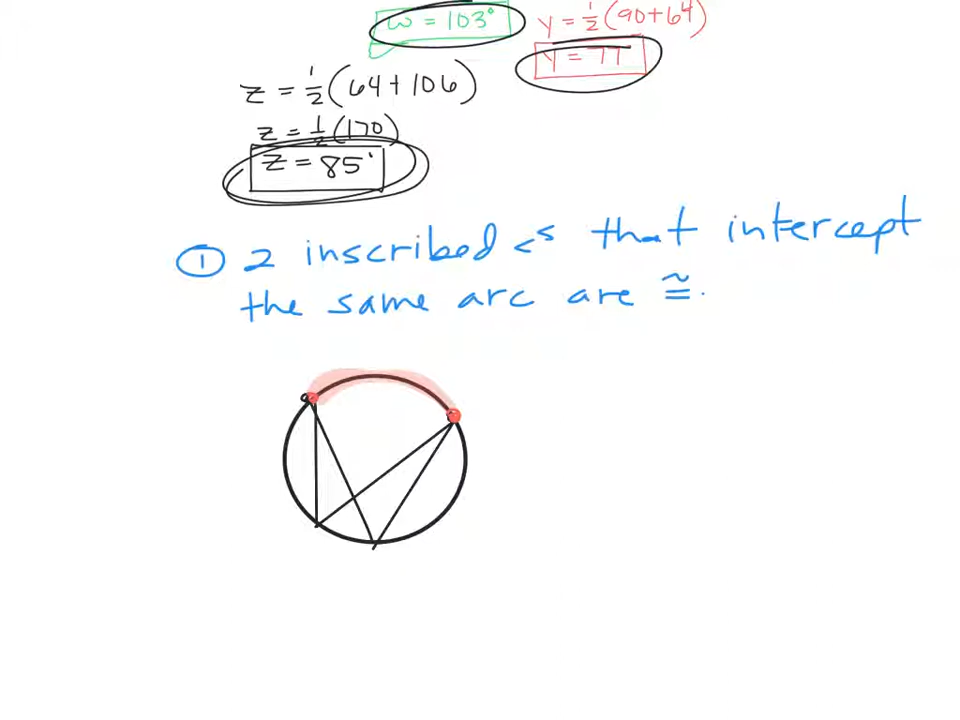 ω = 103°
y = 1/2 (90+64)
y = 77
z = 1/2 (64 + 106)
z = 1/2 (170)
z = 85°
① 2 inscribed <s that intercept
the same arc are ≅.